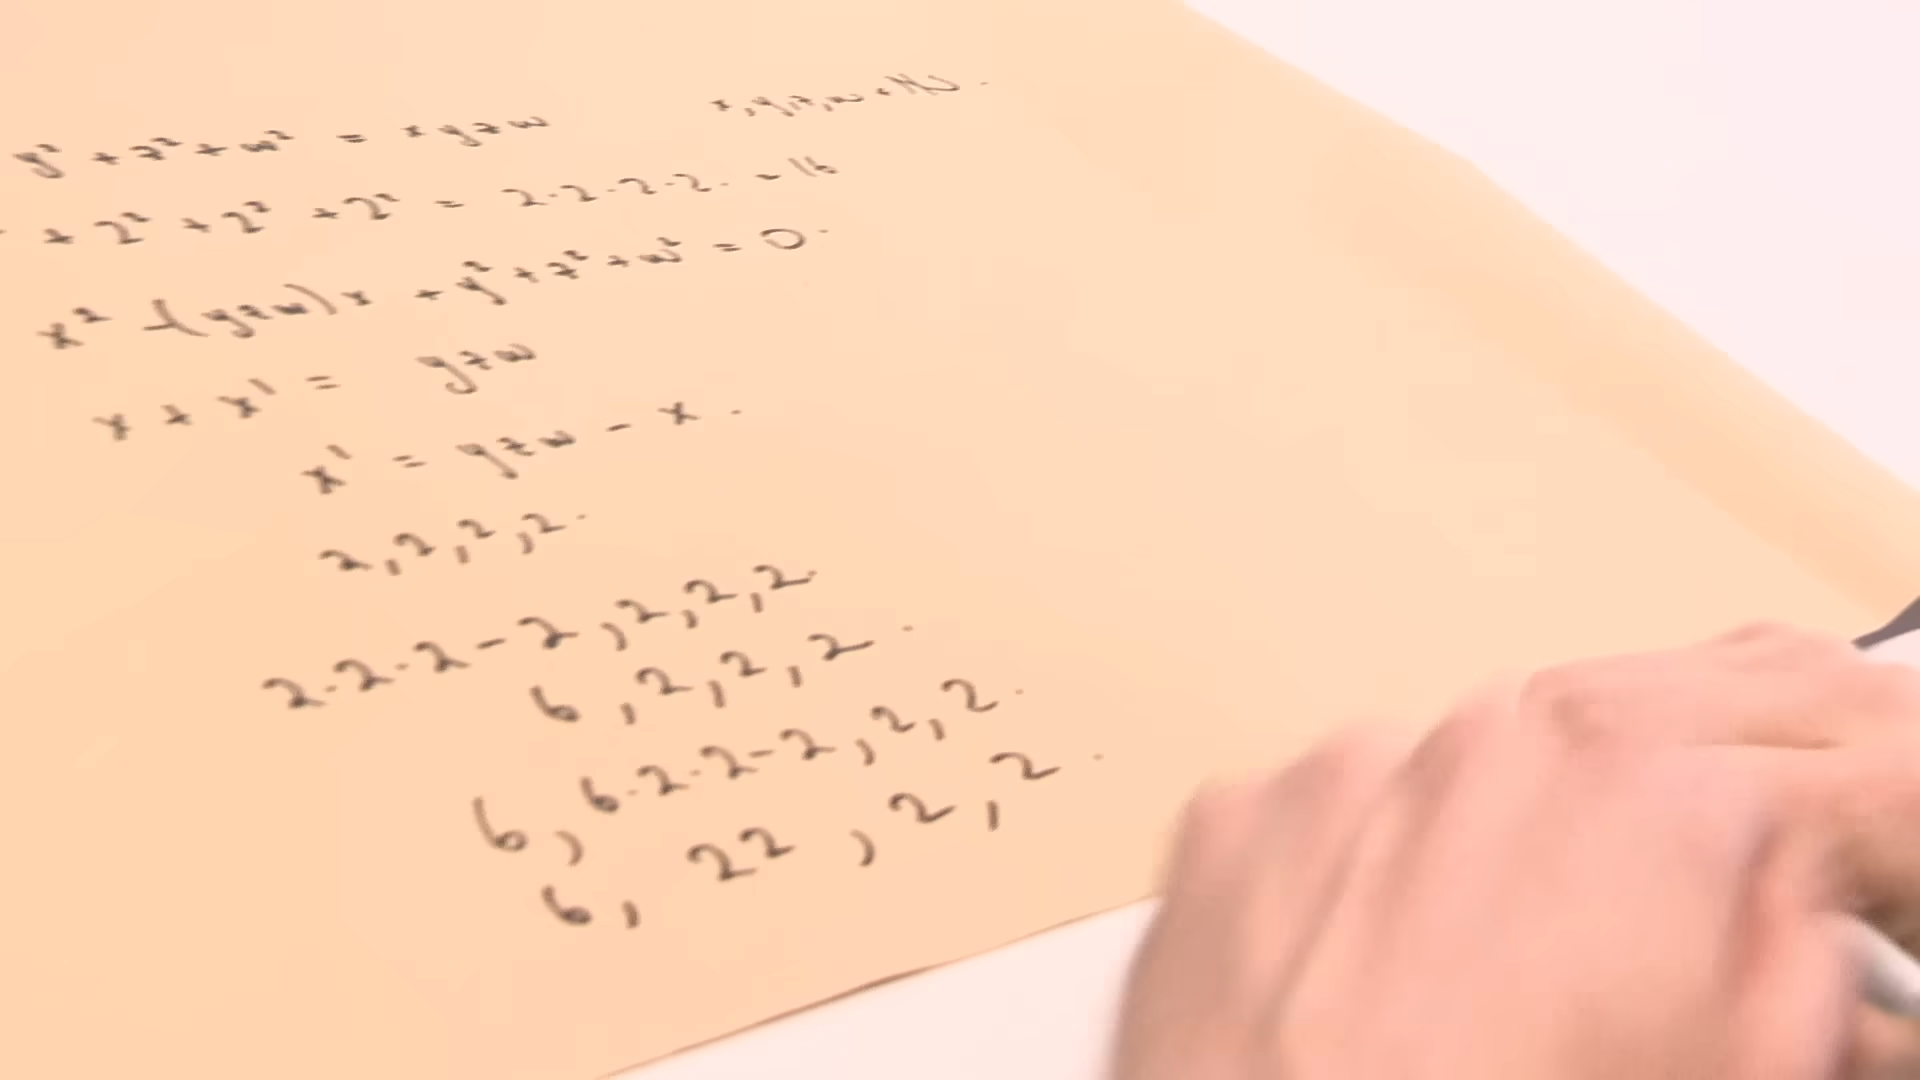 y² + z² + w² = xyzw x, y, z, w ∈ ℕ.
+ 2² + 2² + 2² = 2·2·2·2. = 16
x² -(yzw)x + y² + z² + w² = 0.
x + x' = yzw
x' = yzw - x.
2, 2, 2, 2.
2·2·2-2, 2, 2, 2.
6, 2, 2, 2.
6, 6·2·2-2, 2, 2.
6, 22, 2, 2.